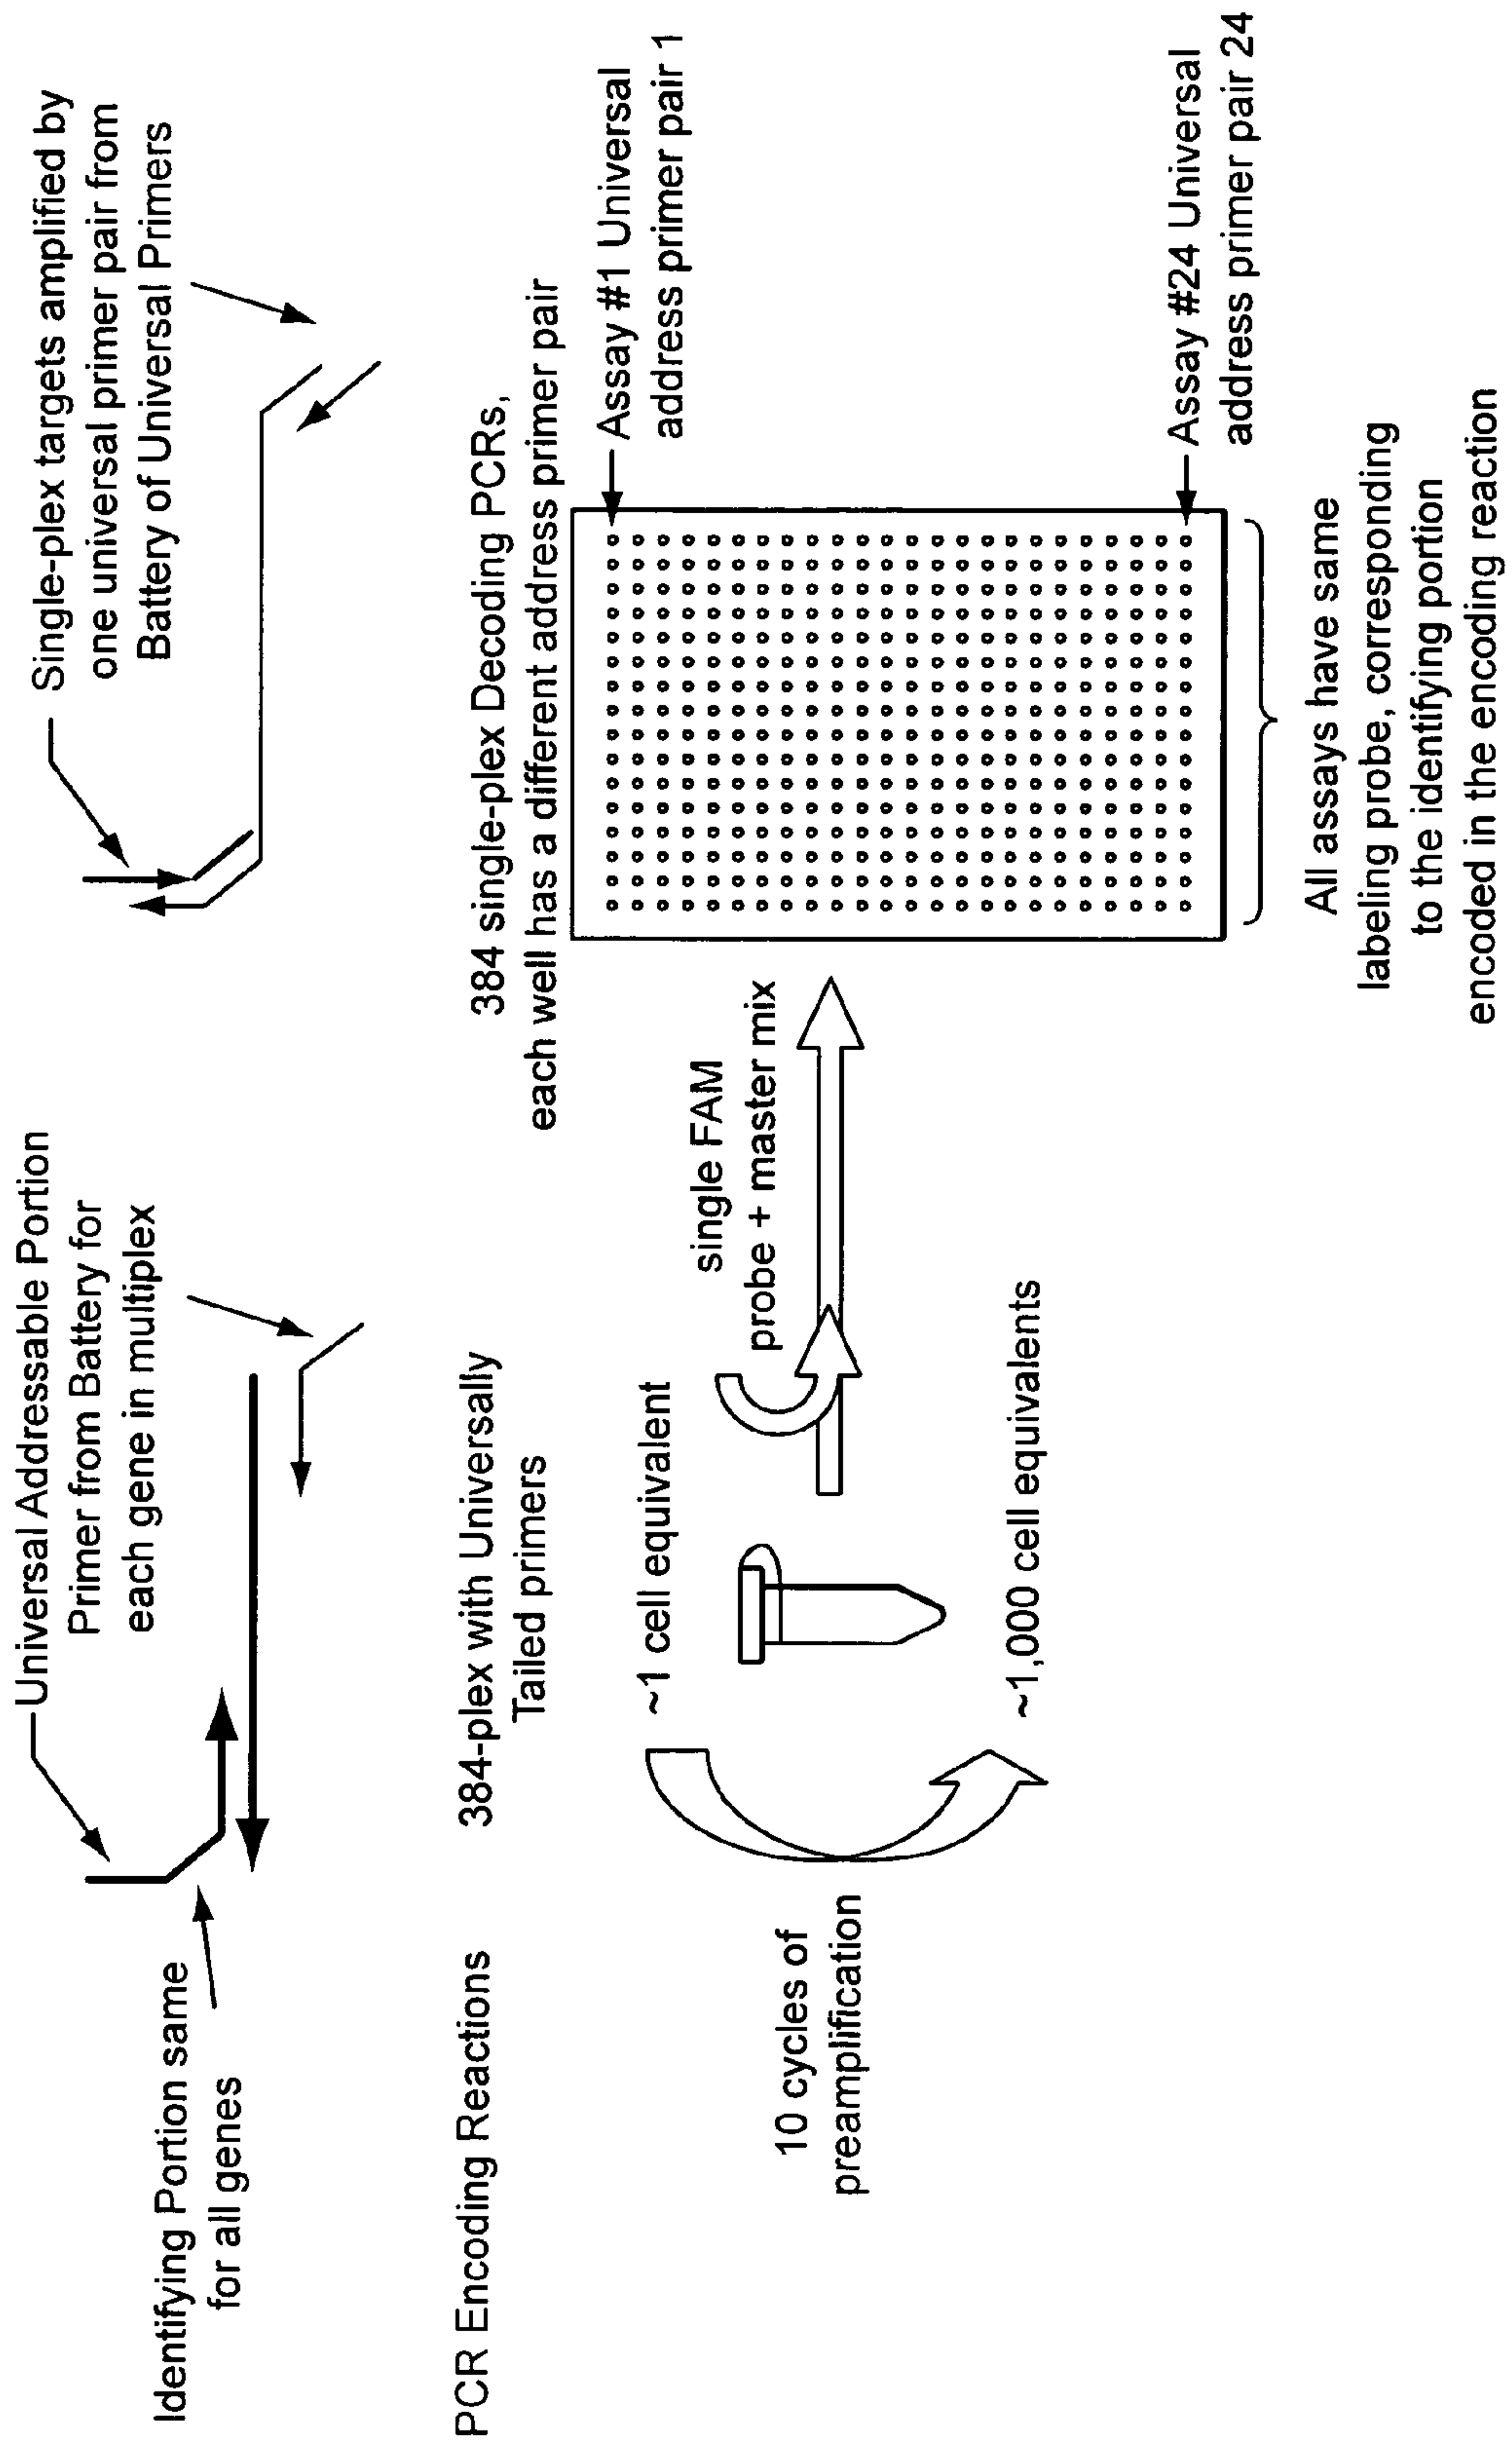 Universal Addressable Portion
Primer from Battery for
each gene in multiplex
Identifying Portion same
for all genes
Single-plex targets amplified by
one universal primer pair from
Battery of Universal Primers
PCR Encoding Reactions
384-plex with Universally
Tailed primers
384 single-plex Decoding PCRs,
each well has a different address primer pair
10 cycles of
preamplification
~1 cell equivalent
~1,000 cell equivalents
single FAM
probe + master mix
Assay #1 Universal
address primer pair 1
Assay #24 Universal
address primer pair 24
All assays have same
labeling probe, corresponding
to the identifying portion
encoded in the encoding reaction